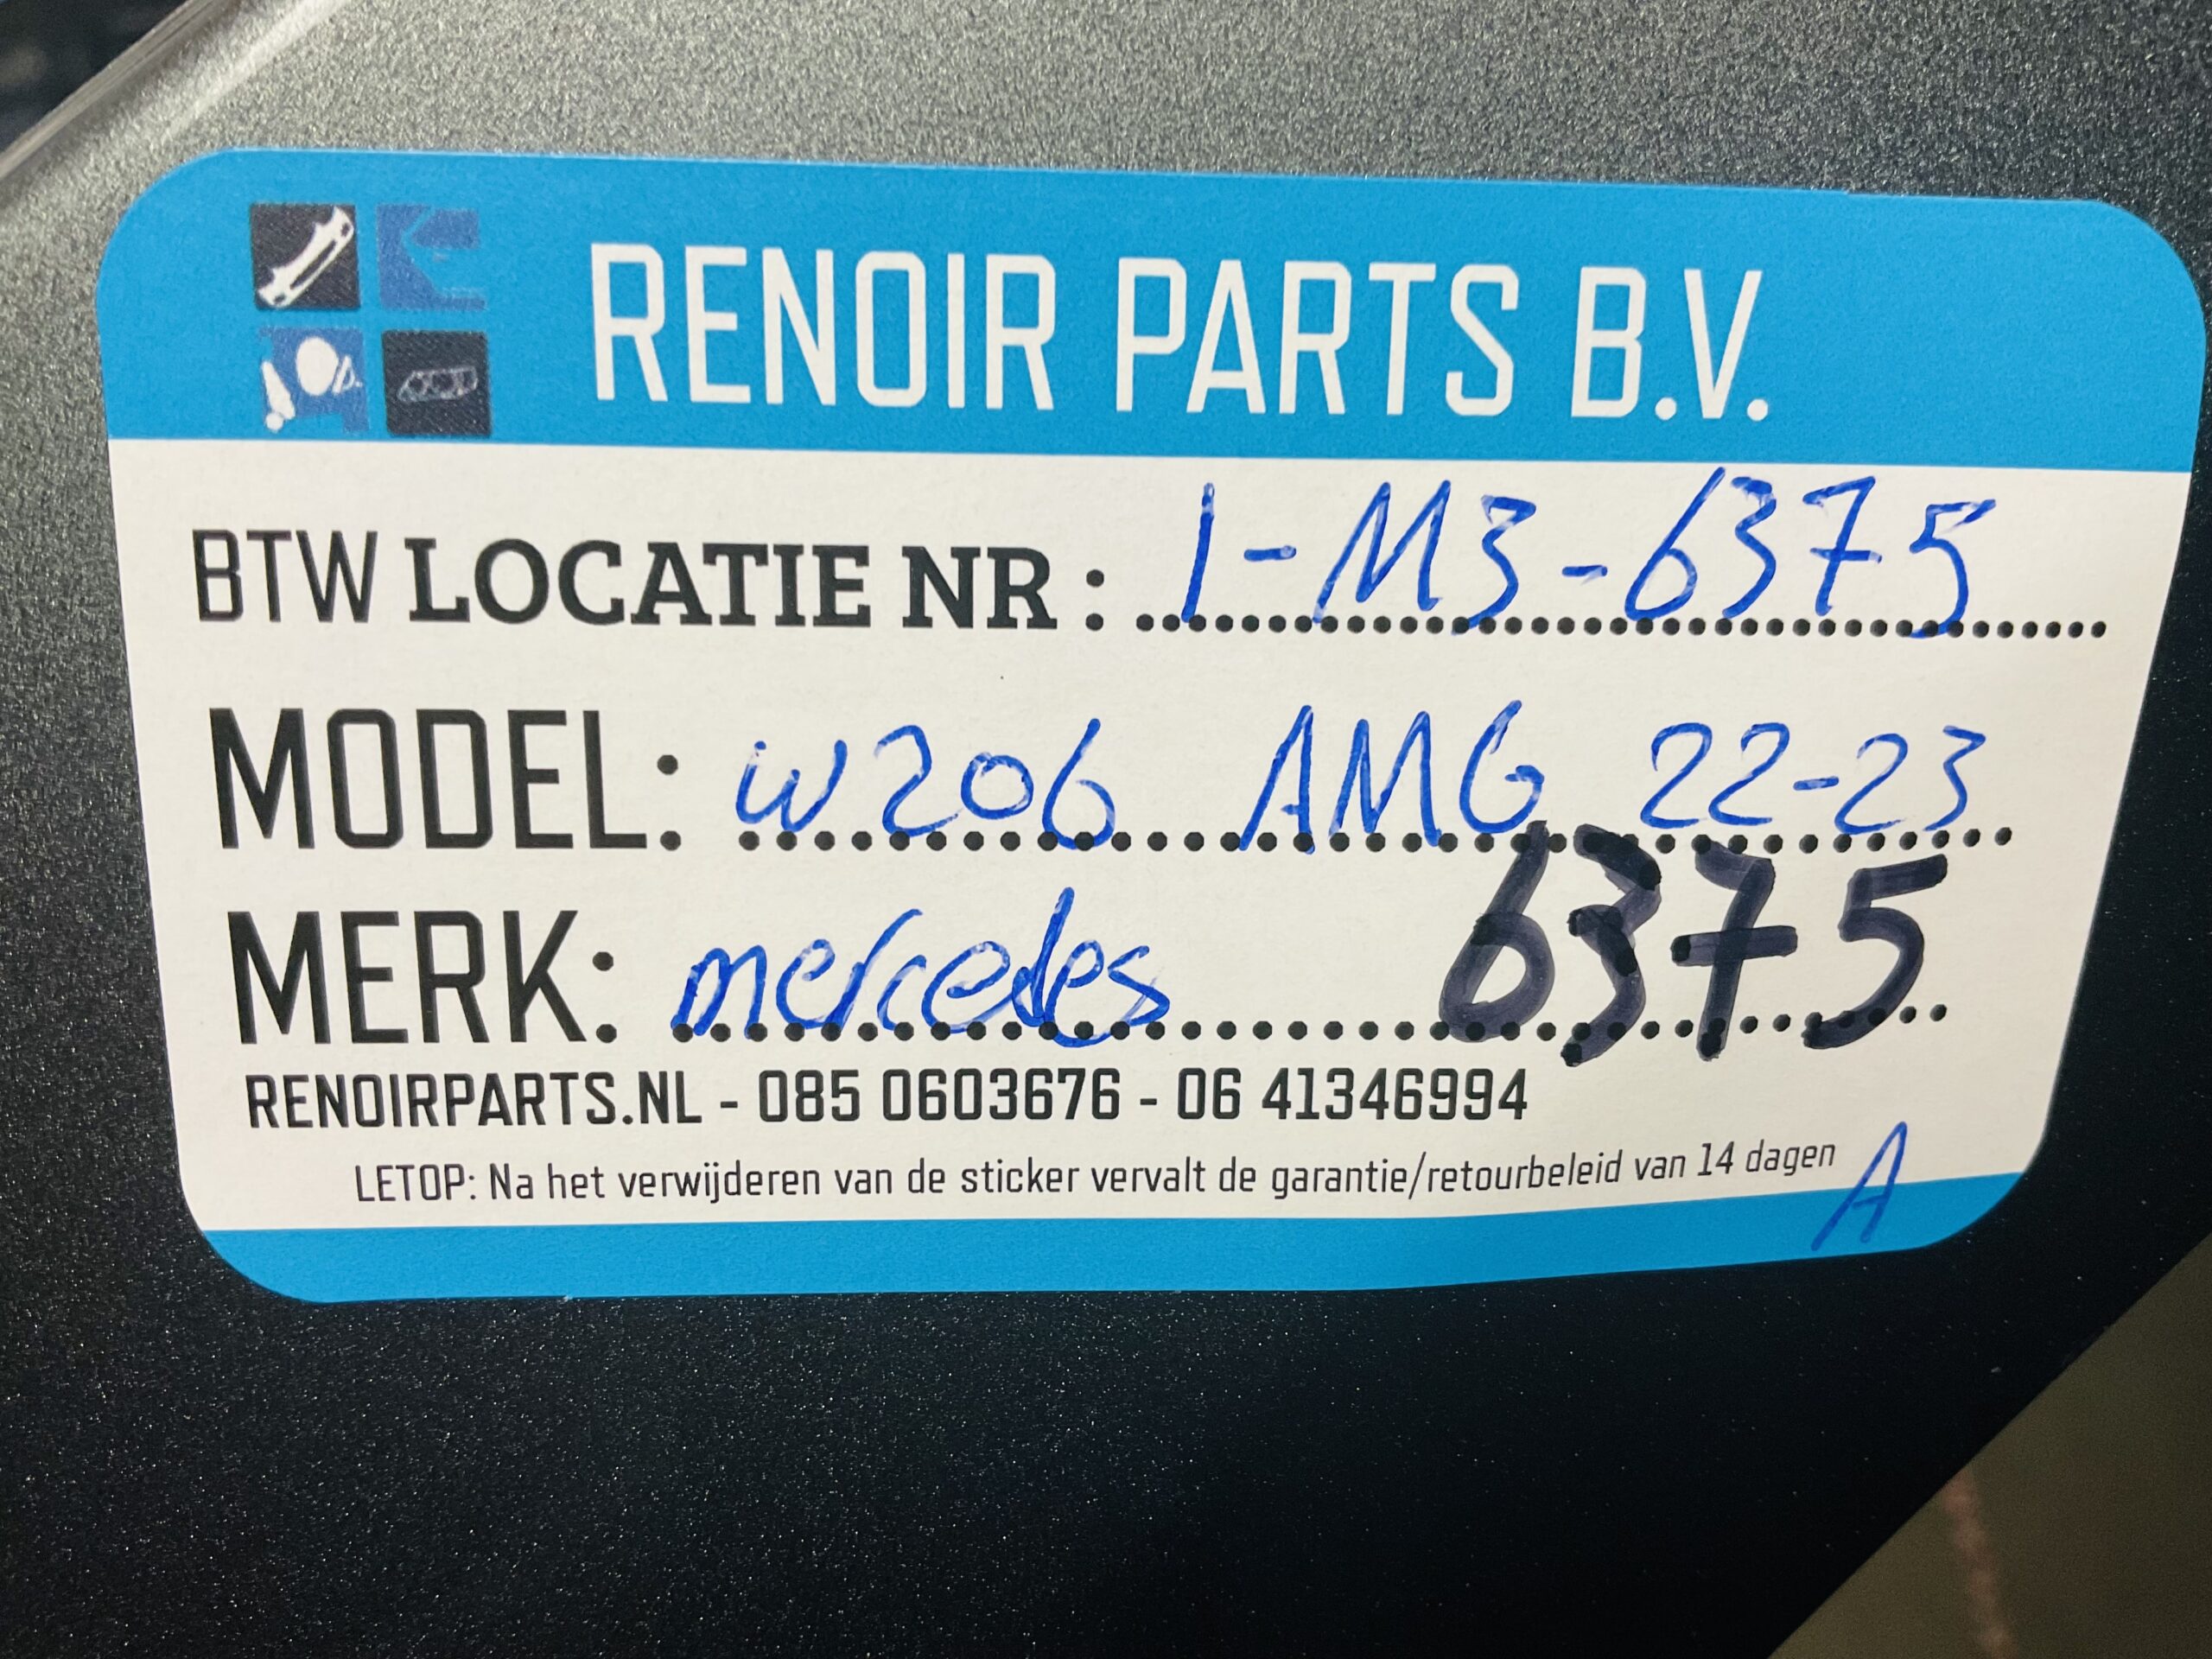 RENOIR PARTS B.V.
BTW LOCATIE NR : 1-M3-6375
MODEL: w206 AMG 22-23
MERK: mercedes 6375
RENOIRPARTS.NL - 085 0603676 - 06 41346994
LETOP: Na het verwijderen van de sticker vervalt de garantie/retourbeleid van 14 dagen
A